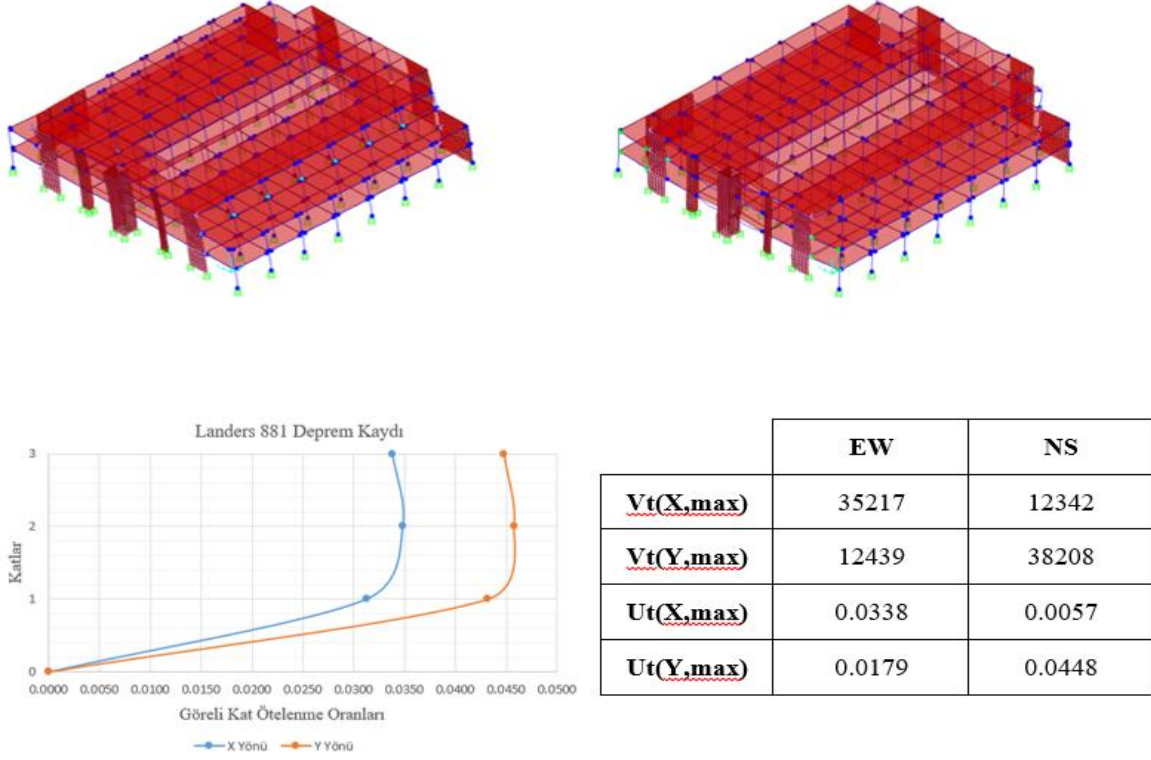 Landers 881 Deprem Kaydı
3
2
1
0
Katlar
0.0000 0.0050 0.0100 0.0150 0.0200 0.0250 0.0300 0.0350 0.0400 0.0450 0.0500
Göreli Kat Ötelenme Oranları
X Yönü Y Yönü
EW NS
Vt(X,max) 35217 12342
Vt(Y,max) 12439 38208
Ut(X,max) 0.0338 0.0057
Ut(Y,max) 0.0179 0.0448